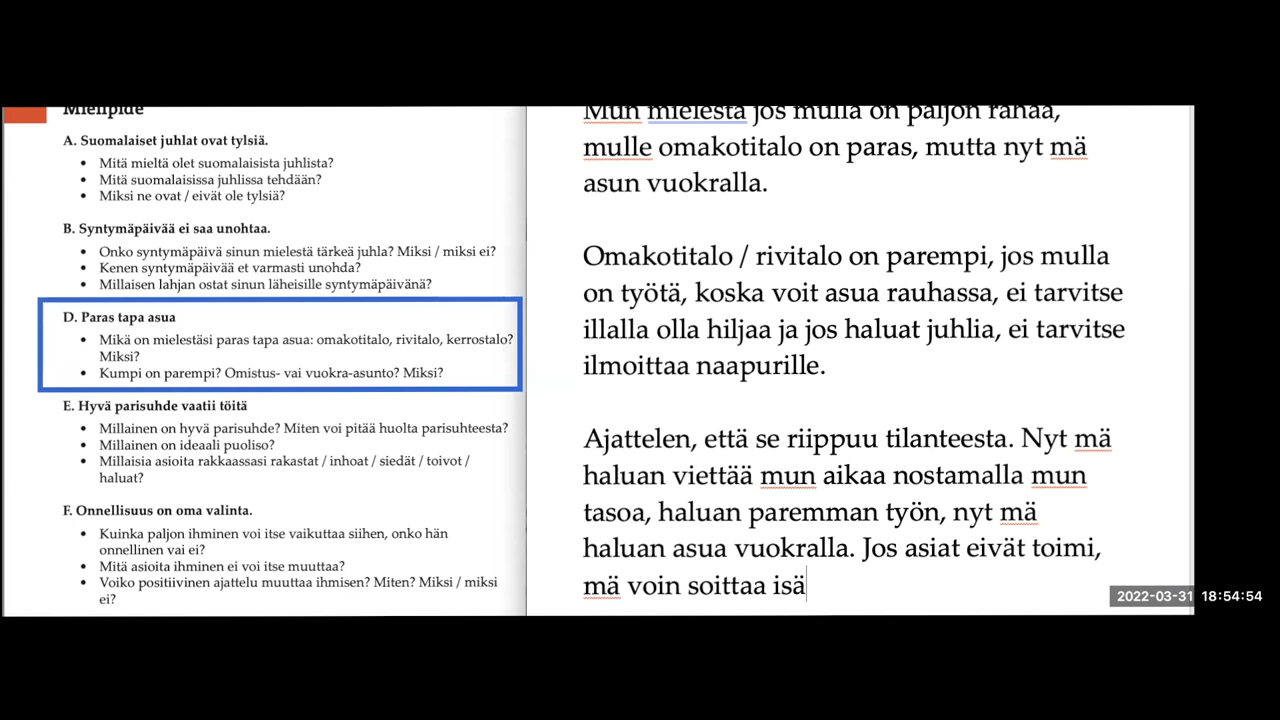 Mielipide
A. Suomalaiset juhlat ovat tylsiä.
• Mitä mieltä olet suomalaisista juhlista?
• Mitä suomalaisissa juhlissa tehdään?
• Miksi ne ovat / eivät ole tylsiä?
B. Syntymäpäivää ei saa unohtaa.
• Onko syntymäpäivä sinun mielestä tärkeä juhla? Miksi / miksi ei?
• Kenen syntymäpäivää et varmasti unohda?
• Millaisen lahjan ostat sinun läheisille syntymäpäivänä?
D. Paras tapa asua
• Mikä on mielestäsi paras tapa asua: omakotitalo, rivitalo, kerrostalo?
Miksi?
• Kumpi on parempi? Omistus- vai vuokra-asunto? Miksi?
E. Hyvä parisuhde vaatii töitä
• Millainen on hyvä parisuhde? Miten voi pitää huolta parisuhteesta?
• Millainen on ideaali puoliso?
• Millaisia asioita rakkaassasi rakastat / inhoat / siedät / toivot /
haluat?
F. Onnellisuus on oma valinta.
• Kuinka paljon ihminen voi itse vaikuttaa siihen, onko hän
onnellinen vai ei?
• Mitä asioita ihminen ei voi itse muuttaa?
• Voiko positiivinen ajattelu muuttaa ihmisen? Miten? Miksi / miksi
ei?
Mun mielestä jos mulla on paljon rahaa,
mulle omakotitalo on paras, mutta nyt mä
asun vuokralla.
Omakotitalo / rivitalo on parempi, jos mulla
on työtä, koska voit asua rauhassa, ei tarvitse
illalla olla hiljaa ja jos haluat juhlia, ei tarvitse
ilmoittaa naapurille.
Ajattelen, että se riippuu tilanteesta. Nyt mä
haluan viettää mun aikaa nostamalla mun
tasoa, haluan paremman työn, nyt mä
haluan asua vuokralla. Jos asiat eivät toimi,
mä voin soittaa isä
2022-03-31 18:54:54